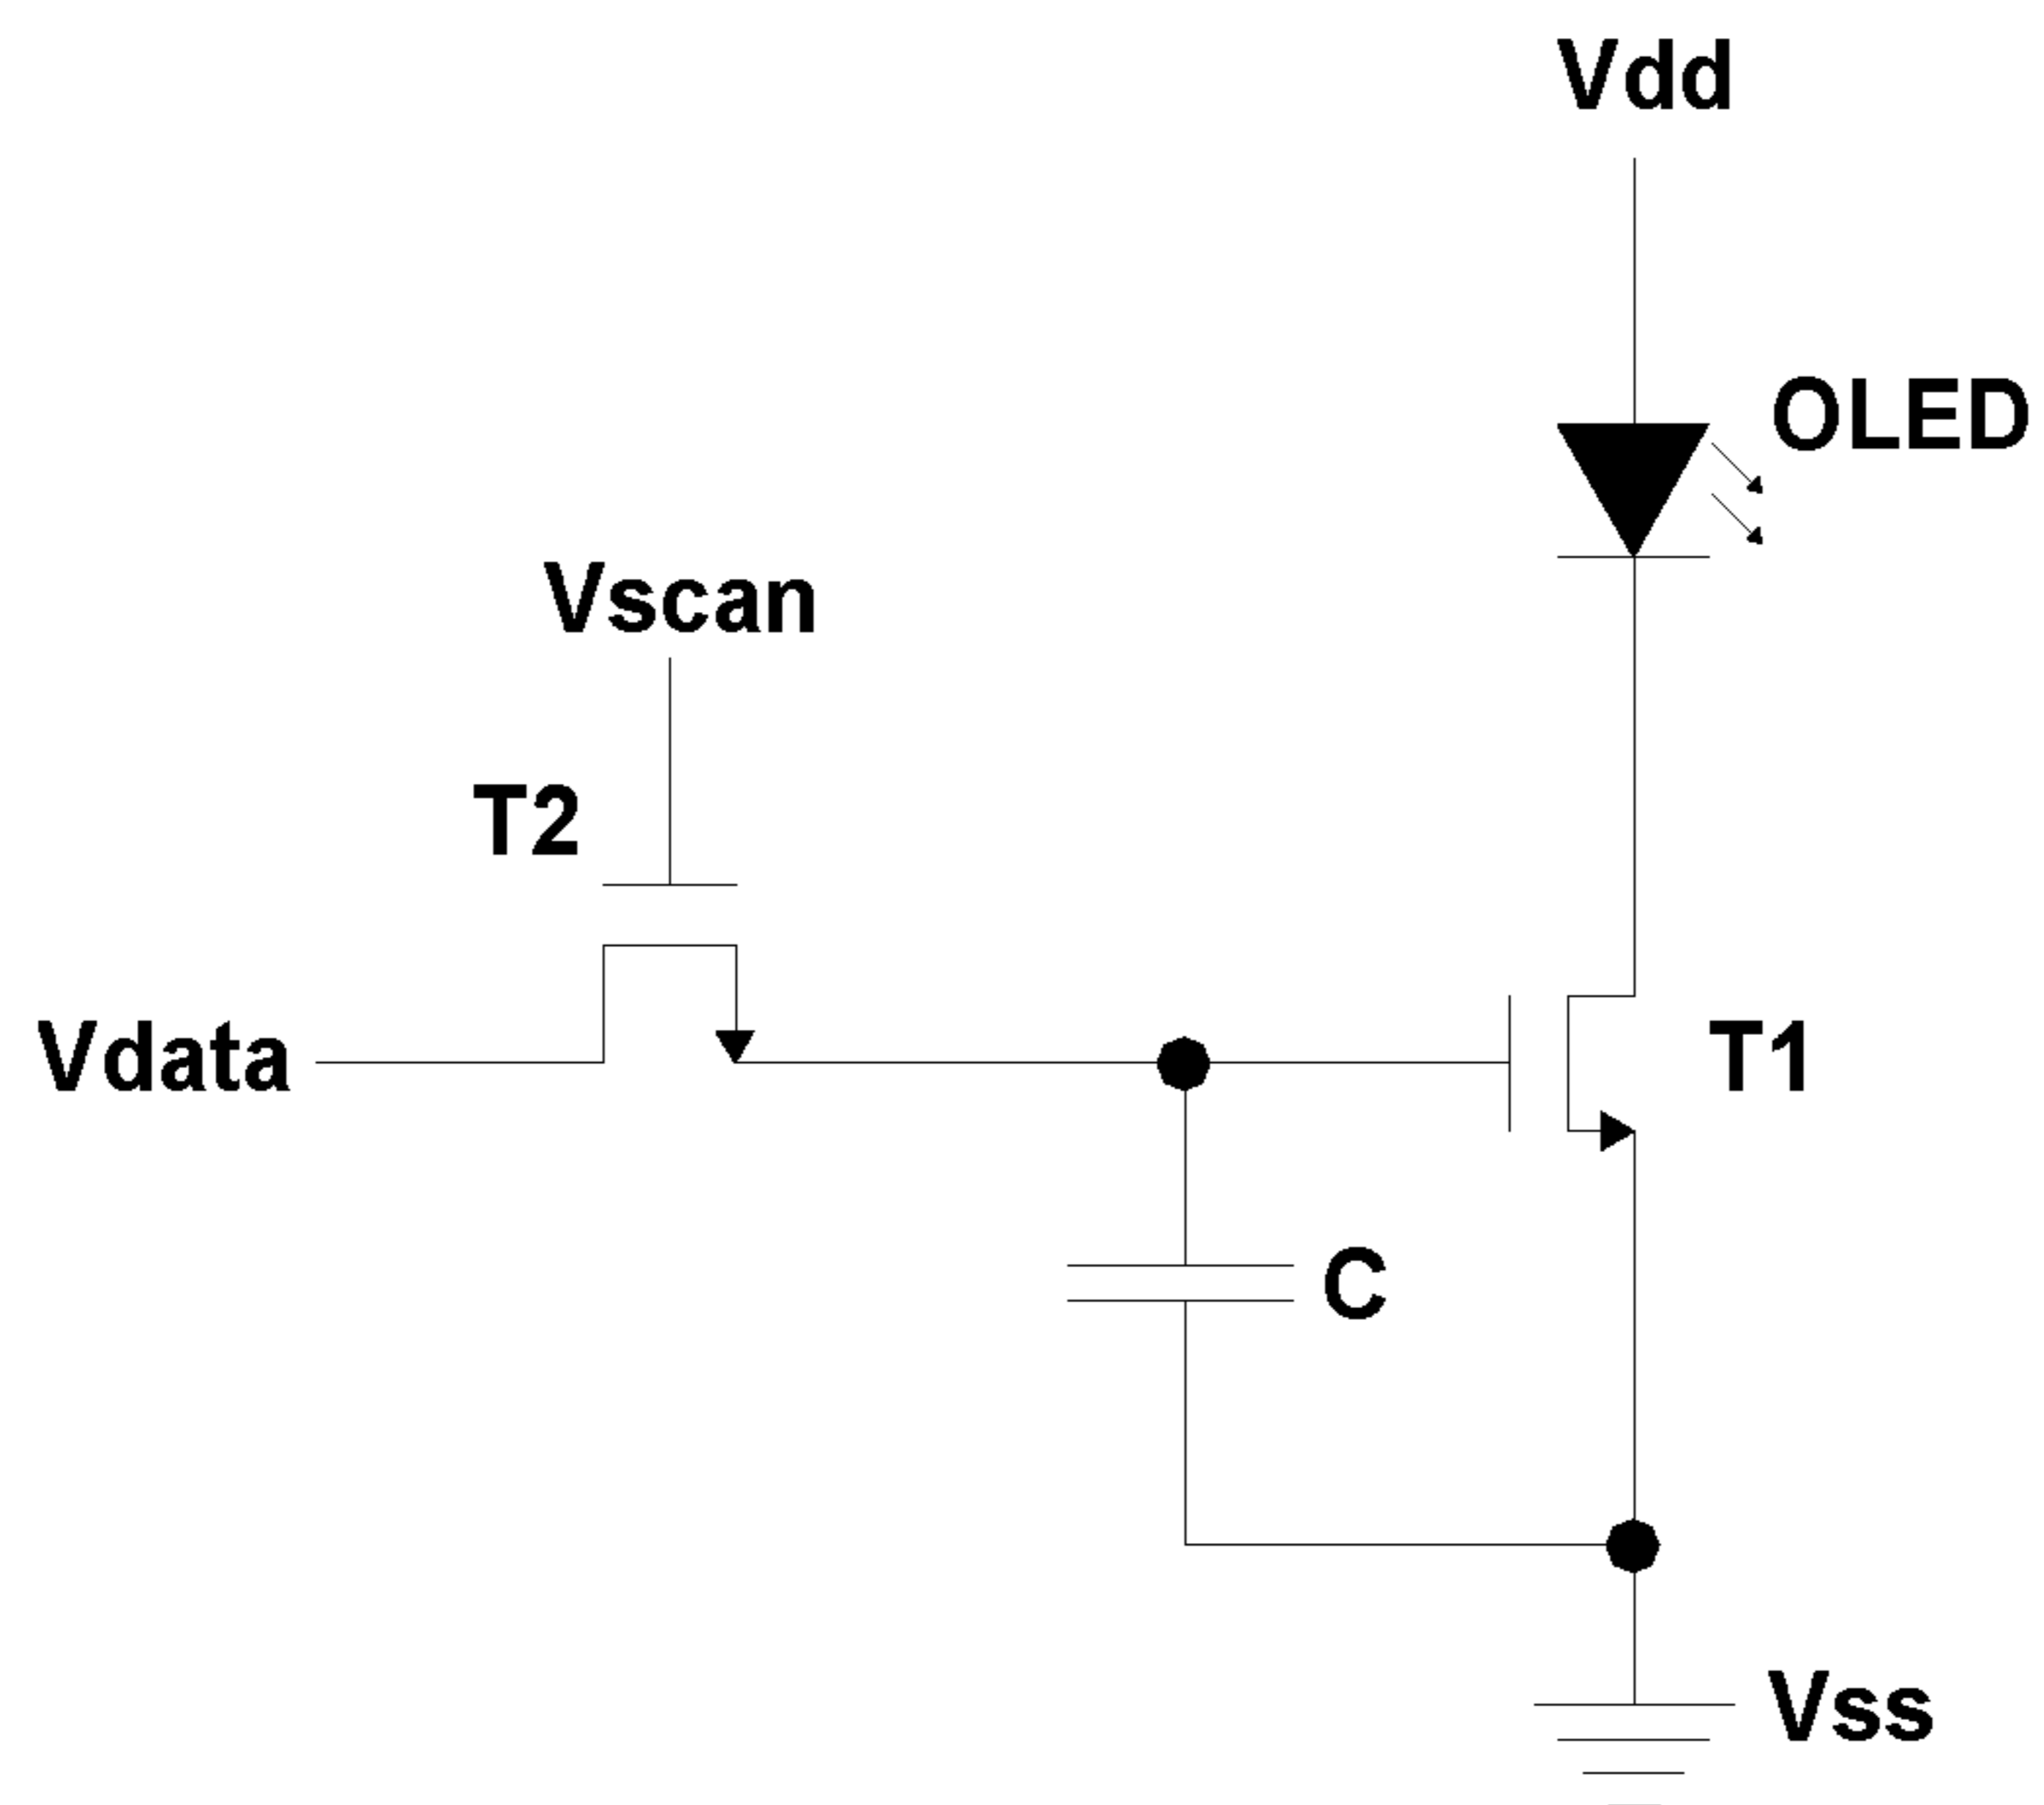 Vdd
OLED
Vscan
T2
Vdata
T1
C
Vss